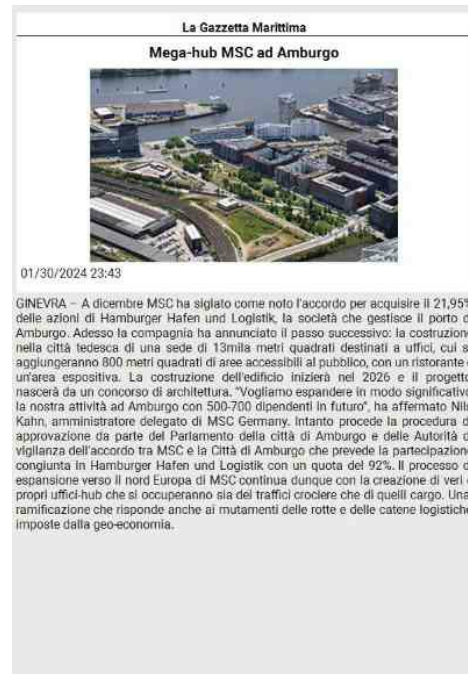 La Gazzetta Marittima
Mega-hub MSC ad Amburgo
01/30/2024 23:43
GINEVRA – A dicembre MSC ha siglato come noto l'accordo per acquisire il 21,95%
delle azioni di Hamburger Hafen und Logistik, la società che gestisce il porto d
Amburgo. Adesso la compagnia ha annunciato il passo successivo: la costruzione
nella città tedesca di una sede di 13mila metri quadrati destinati a uffici, cui s
aggiungeranno 800 metri quadrati di aree accessibili al pubblico, con un ristorante
un'area espositiva. La costruzione dell'edificio inizierà nel 2026 e il progetto
nascerà da un concorso di architettura. "Vogliamo espandere in modo significativo
la nostra attività ad Amburgo con 500-700 dipendenti in futuro", ha affermato Nils
Kahn, amministratore delegato di MSC Germany. Intanto procede la procedura d
approvazione da parte del Parlamento della città di Amburgo e delle Autorità d
vigilanza dell'accordo tra MSC e la Città di Amburgo che prevede la partecipazione
congiunta in Hamburger Hafen und Logistik con un quota del 92%. Il processo d
espansione verso il nord Europa di MSC continua dunque con la creazione di veri e
propri uffici-hub che si occuperanno sia dei traffici crociere che di quelli cargo. Una
ramificazione che risponde anche ai mutamenti delle rotte e delle catene logistiche
imposte dalla geo-economia.